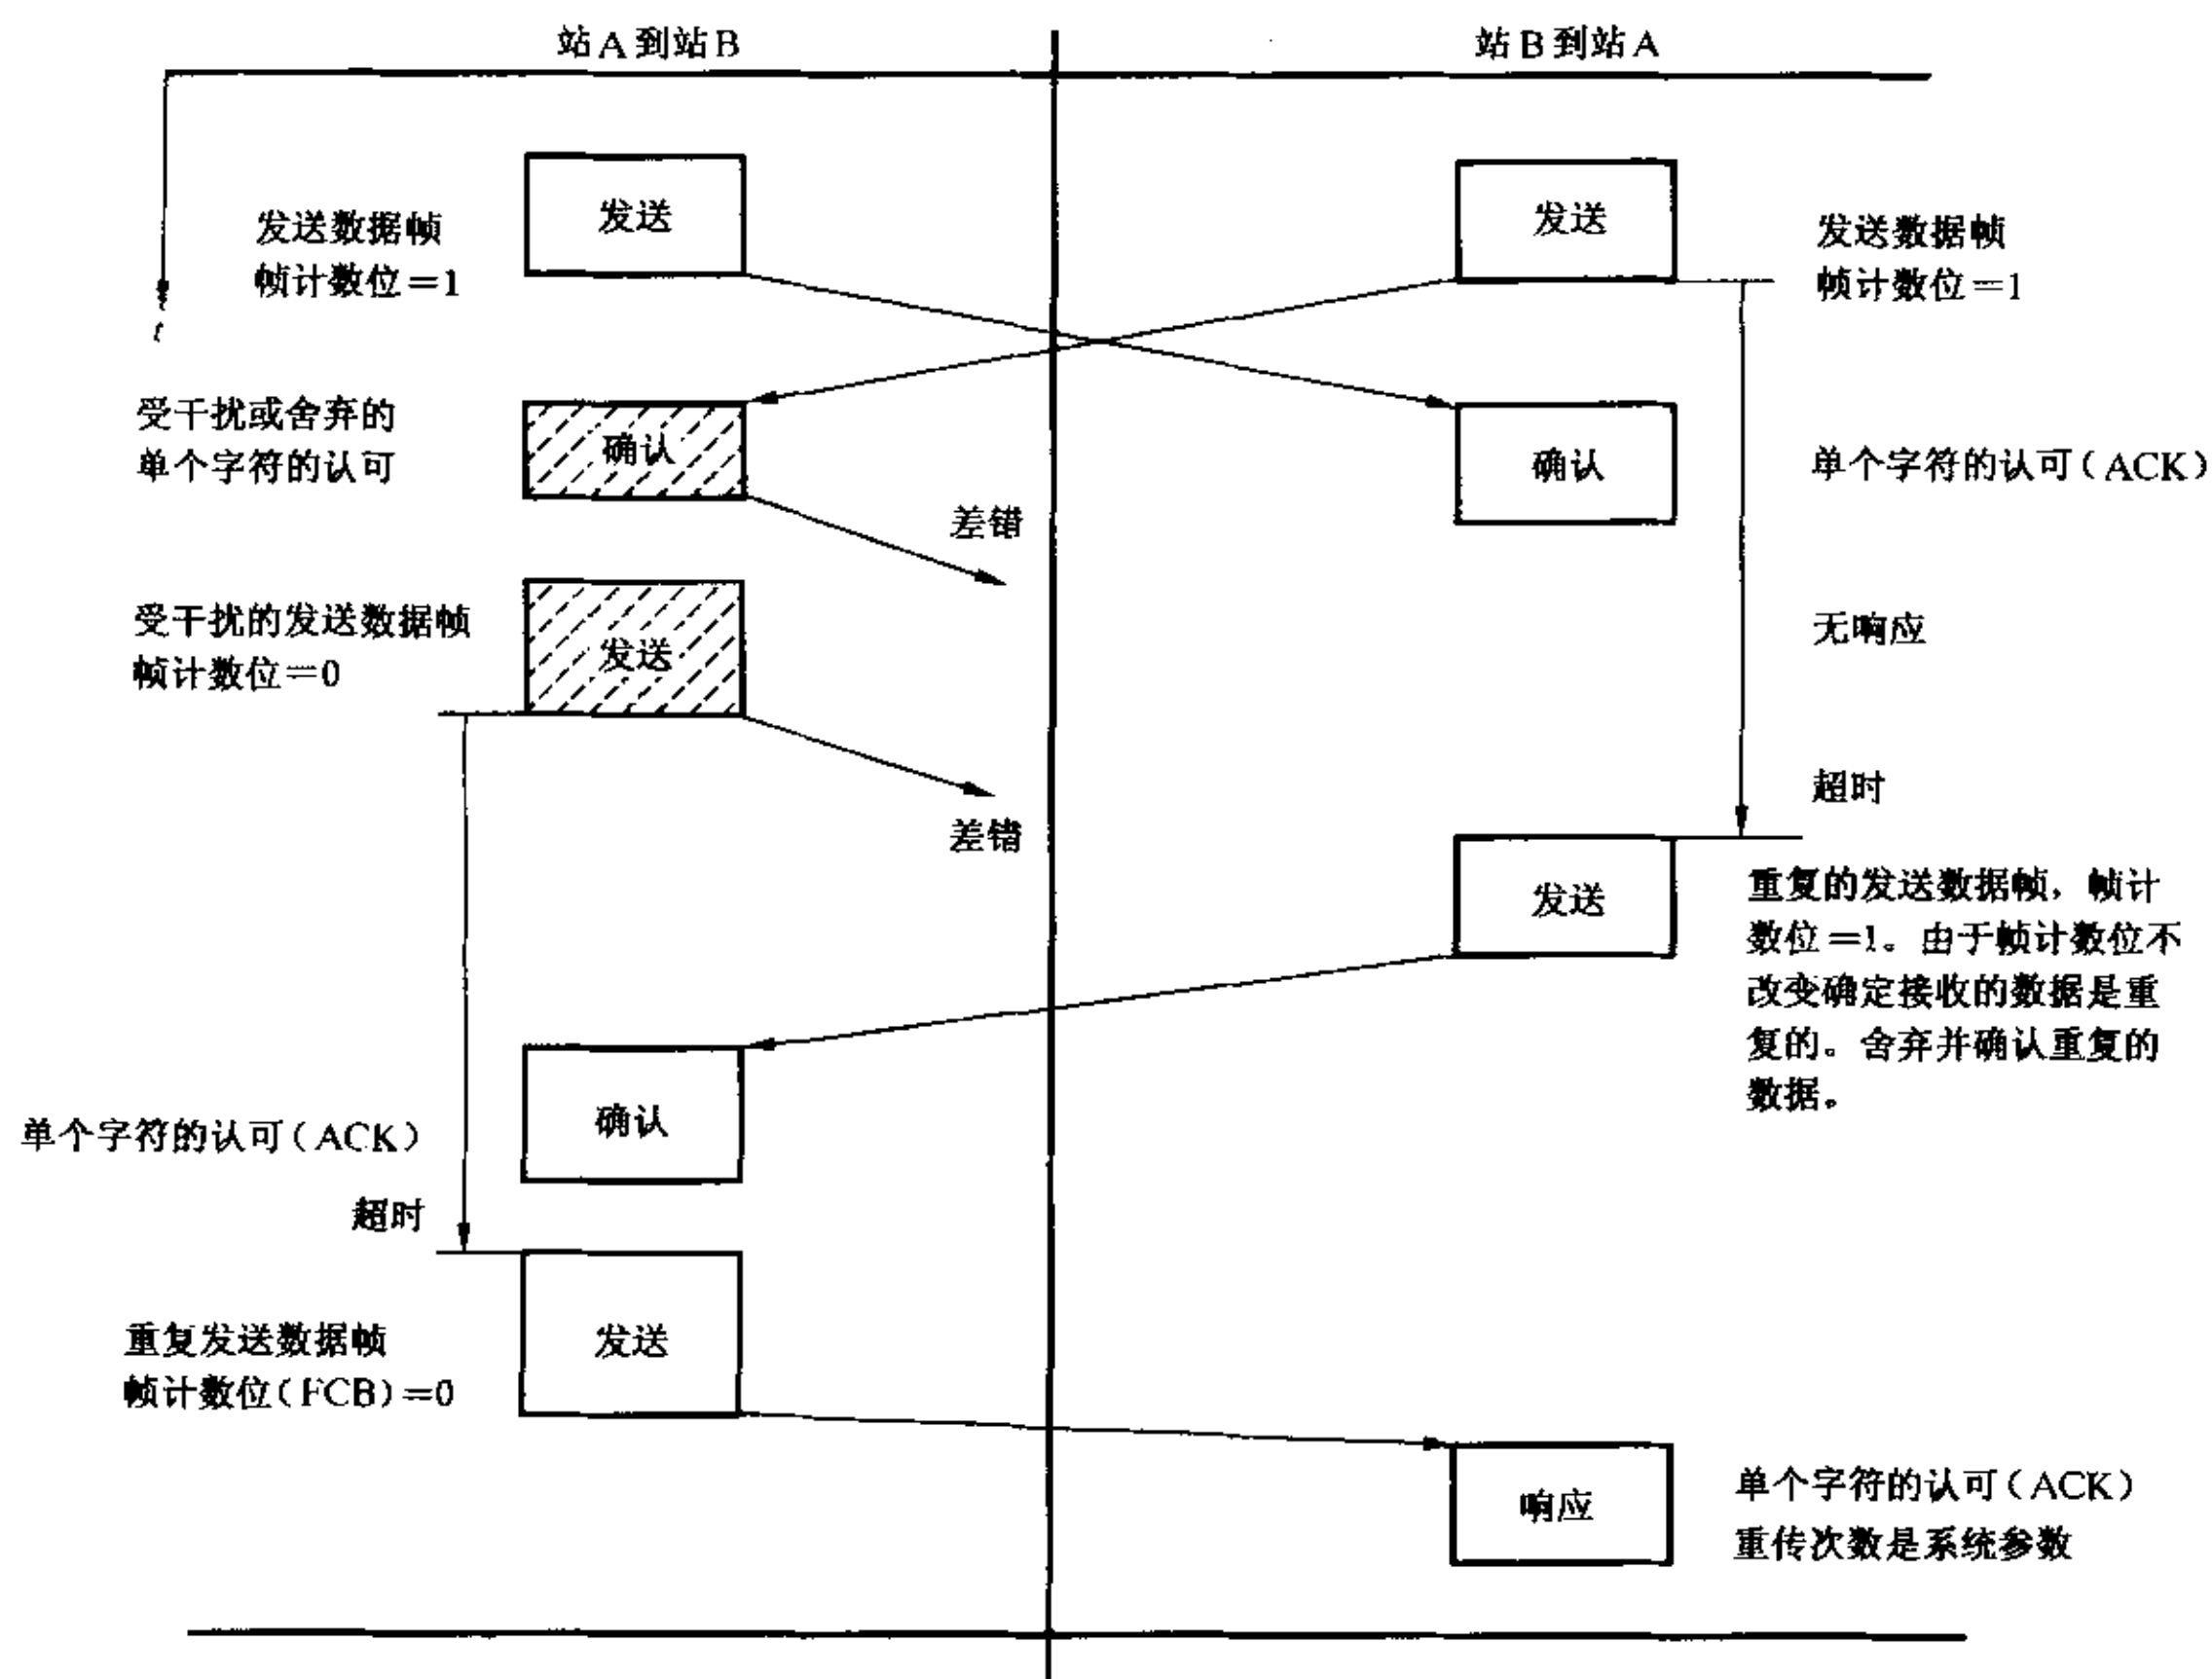 站A到站B
站B到站A
发送
发送
发送数据帧
帧计数位=1
发送数据帧
帧计数位=1
t
受干扰或舍弃的
单个字符的认可
确认
确认
单个字符的认可(ACK)
差错
受干扰的发送数据帧
帧计数位=0
发送
无响应
差错
超时
发送
重复的发送数据帧,帧计
数位=1。由于帧计数位不
改变确定接收的数据是重
复的。舍弃并确认重复的
数据。
确认
单个字符的认可(ACK)
超时
发送
重复发送数据帧
帧计数位(FCB)=0
响应
单个字符的认可(ACK)
重传次数是系统参数